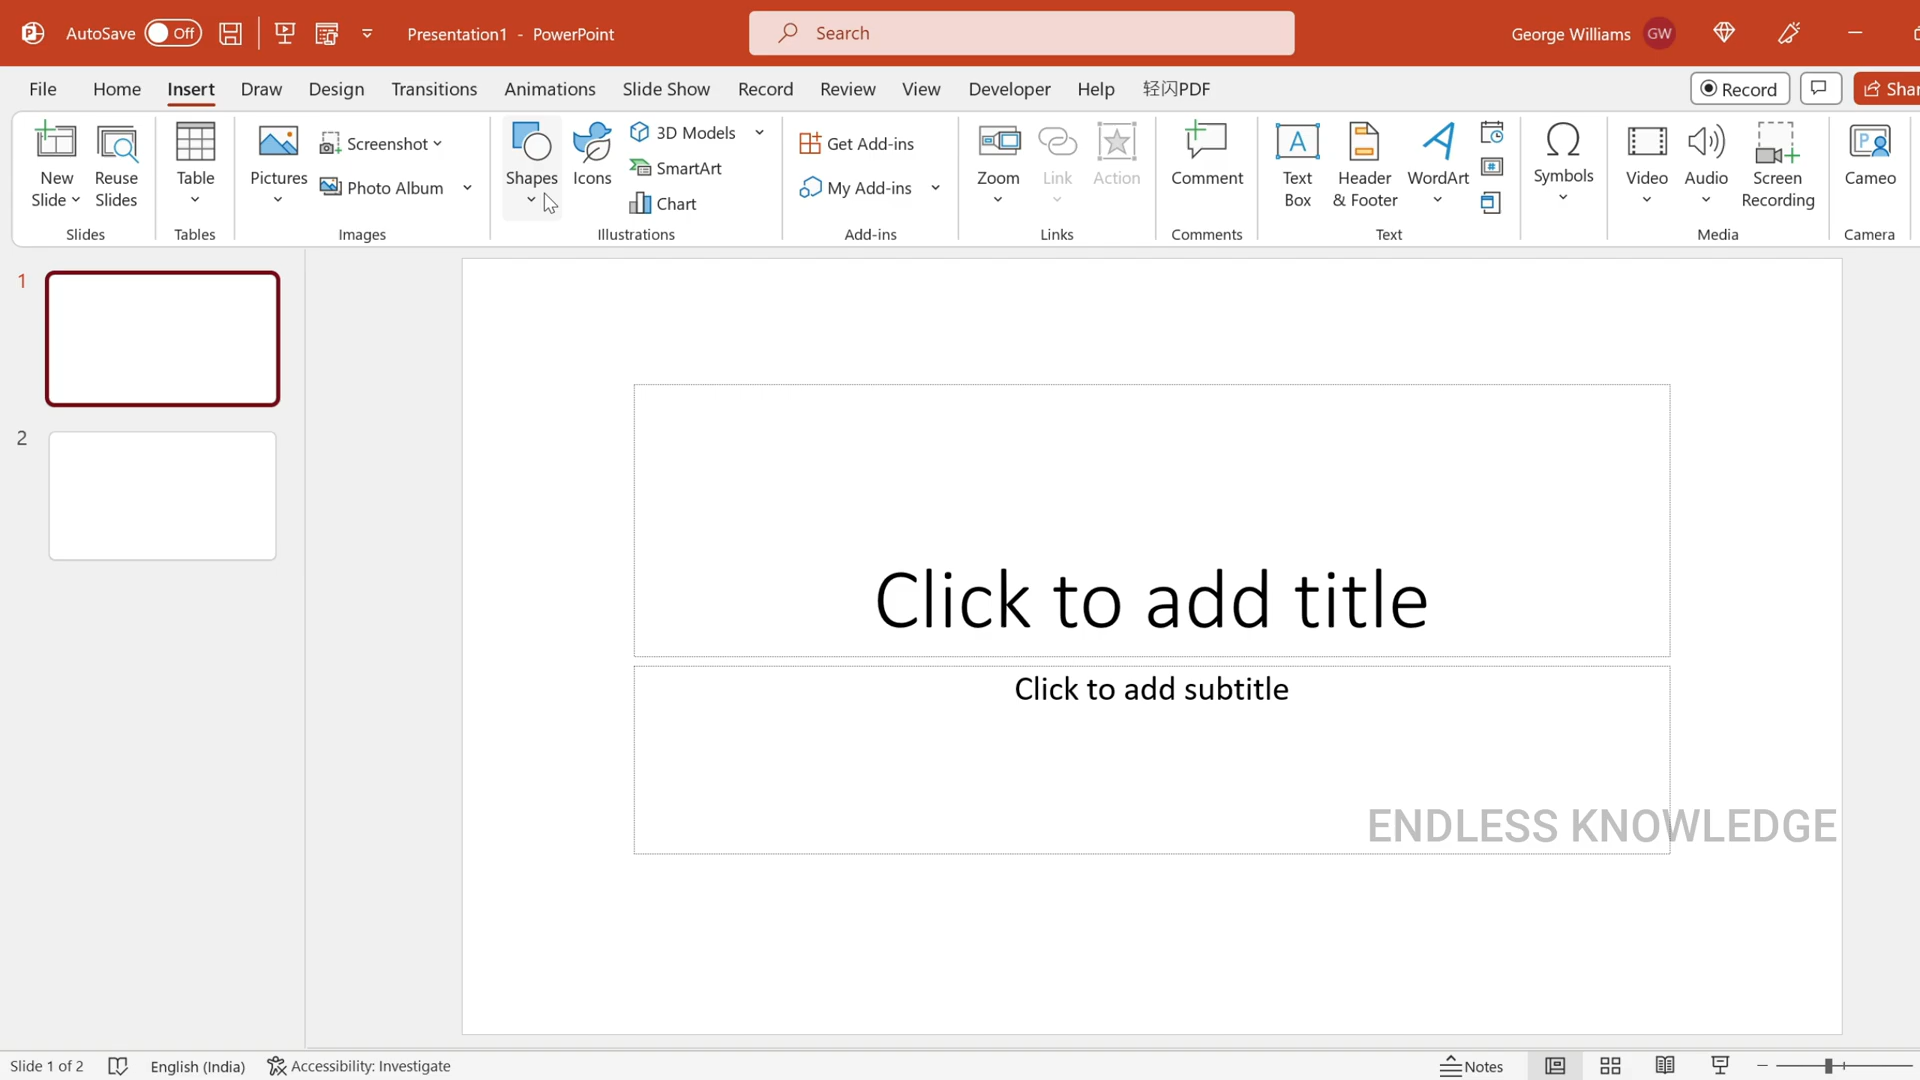 AutoSave Off Presentation1 - PowerPoint Search George Williams GW
File Home Insert Draw Design Transitions Animations Slide Show Record Review View Developer Help 轻闪PDF Record Shar
New Slide
Reuse Slides
Slides
Table
Tables
Pictures
Screenshot
Photo Album
Images
Shapes
Icons
3D Models
SmartArt
Chart
Illustrations
Get Add-ins
My Add-ins
Add-ins
Zoom
Link
Action
Links
Comment
Comments
Text Box
Header & Footer
WordArt
Text
Symbols
Video
Audio
Screen Recording
Media
Cameo
Camera
1
2
Click to add title
Click to add subtitle
ENDLESS KNOWLEDGE
Slide 1 of 2 English (India) Accessibility: Investigate Notes